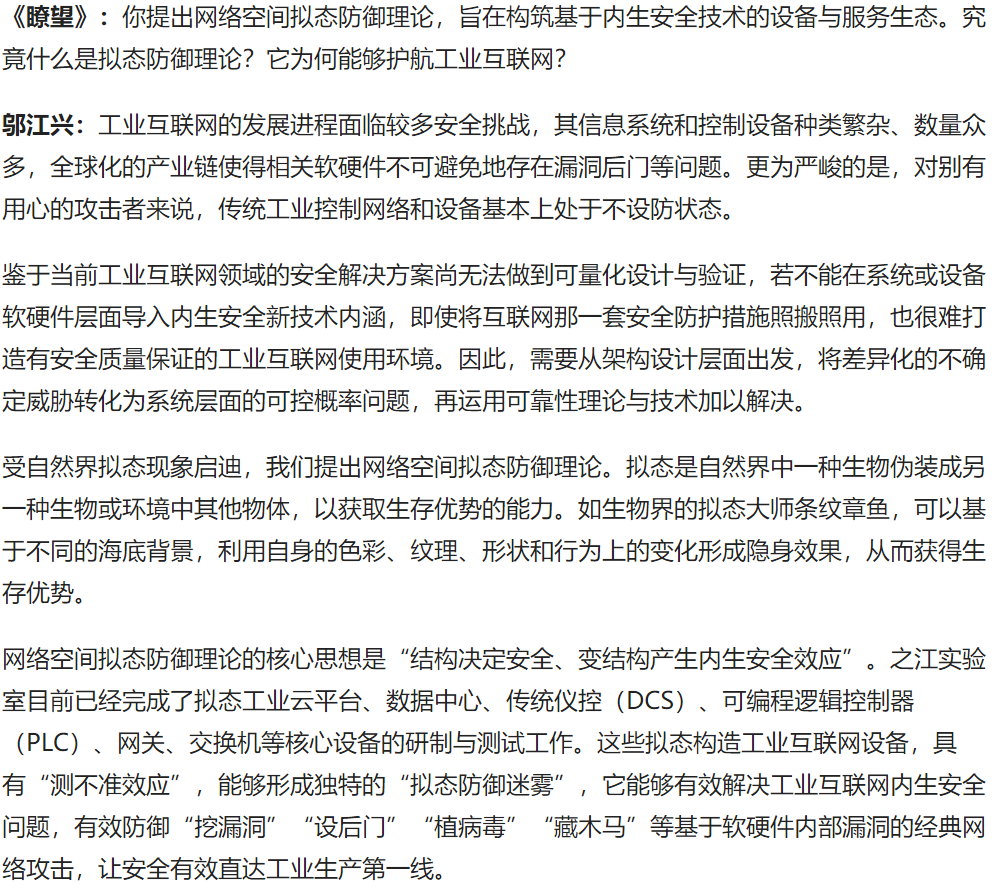 《瞭望》：你提出网络空间拟态防御理论，旨在构筑基于内生安全技术的设备与服务生态。究
竟什么是拟态防御理论？它为何能够护航工业互联网？
邬江兴：工业互联网的发展进程面临较多安全挑战，其信息系统和控制设备种类繁杂、数量众
多，全球化的产业链使得相关软硬件不可避免地存在漏洞后门等问题。更为严峻的是，对别有
用心的攻击者来说，传统工业控制网络和设备基本上处于不设防状态。
鉴于当前工业互联网领域的安全解决方案尚无法做到可量化设计与验证，若不能在系统或设备
软硬件层面导入内生安全新技术内涵，即使将互联网那一套安全防护措施照搬照用，也很难打
造有安全质量保证的工业互联网使用环境。因此，需要从架构设计层面出发，将差异化的不确
定威胁转化为系统层面的可控概率问题，再运用可靠性理论与技术加以解决。
受自然界拟态现象启迪，我们提出网络空间拟态防御理论。拟态是自然界中一种生物伪装成另
一种生物或环境中其他物体，以获取生存优势的能力。如生物界的拟态大师条纹章鱼，可以基
于不同的海底背景，利用自身的色彩、纹理、形状和行为上的变化形成隐身效果，从而获得生
存优势。
网络空间拟态防御理论的核心思想是“结构决定安全、变结构产生内生安全效应”。之江实验
室目前已经完成了拟态工业云平台、数据中心、传统仪控（DCS）、可编程逻辑控制器
（PLC）、网关、交换机等核心设备的研制与测试工作。这些拟态构造工业互联网设备，具
有“测不准效应”，能够形成独特的“拟态防御迷雾”，它能够有效解决工业互联网内生安全
问题，有效防御“挖漏洞”“设后门”“植病毒”“藏木马”等基于软硬件内部漏洞的经典网
络攻击，让安全有效直达工业生产第一线。